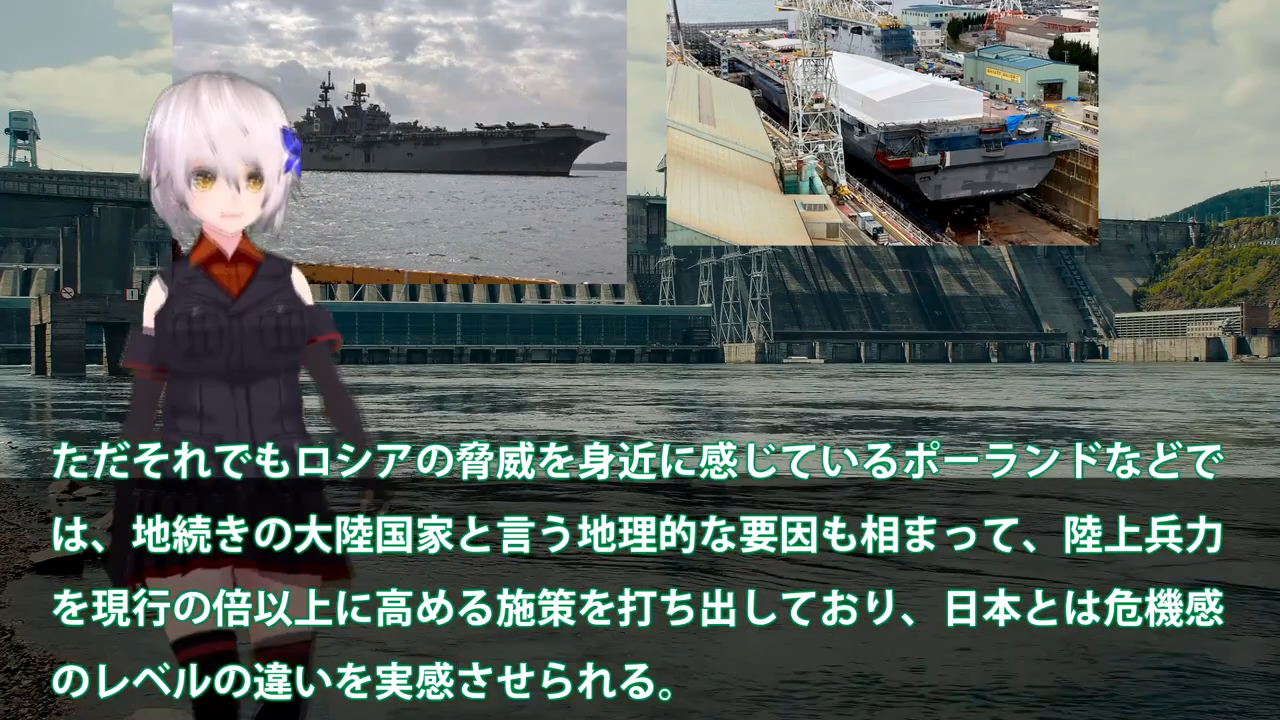 ただそれでもロシアの脅威を身近に感じているポーランドなどで
は、地続きの大陸国家と言う地理的な要因も相まって、陸上兵力
を現行の倍以上に高める施策を打ち出しており、日本とは危機感
のレベルの違いを実感させられる。